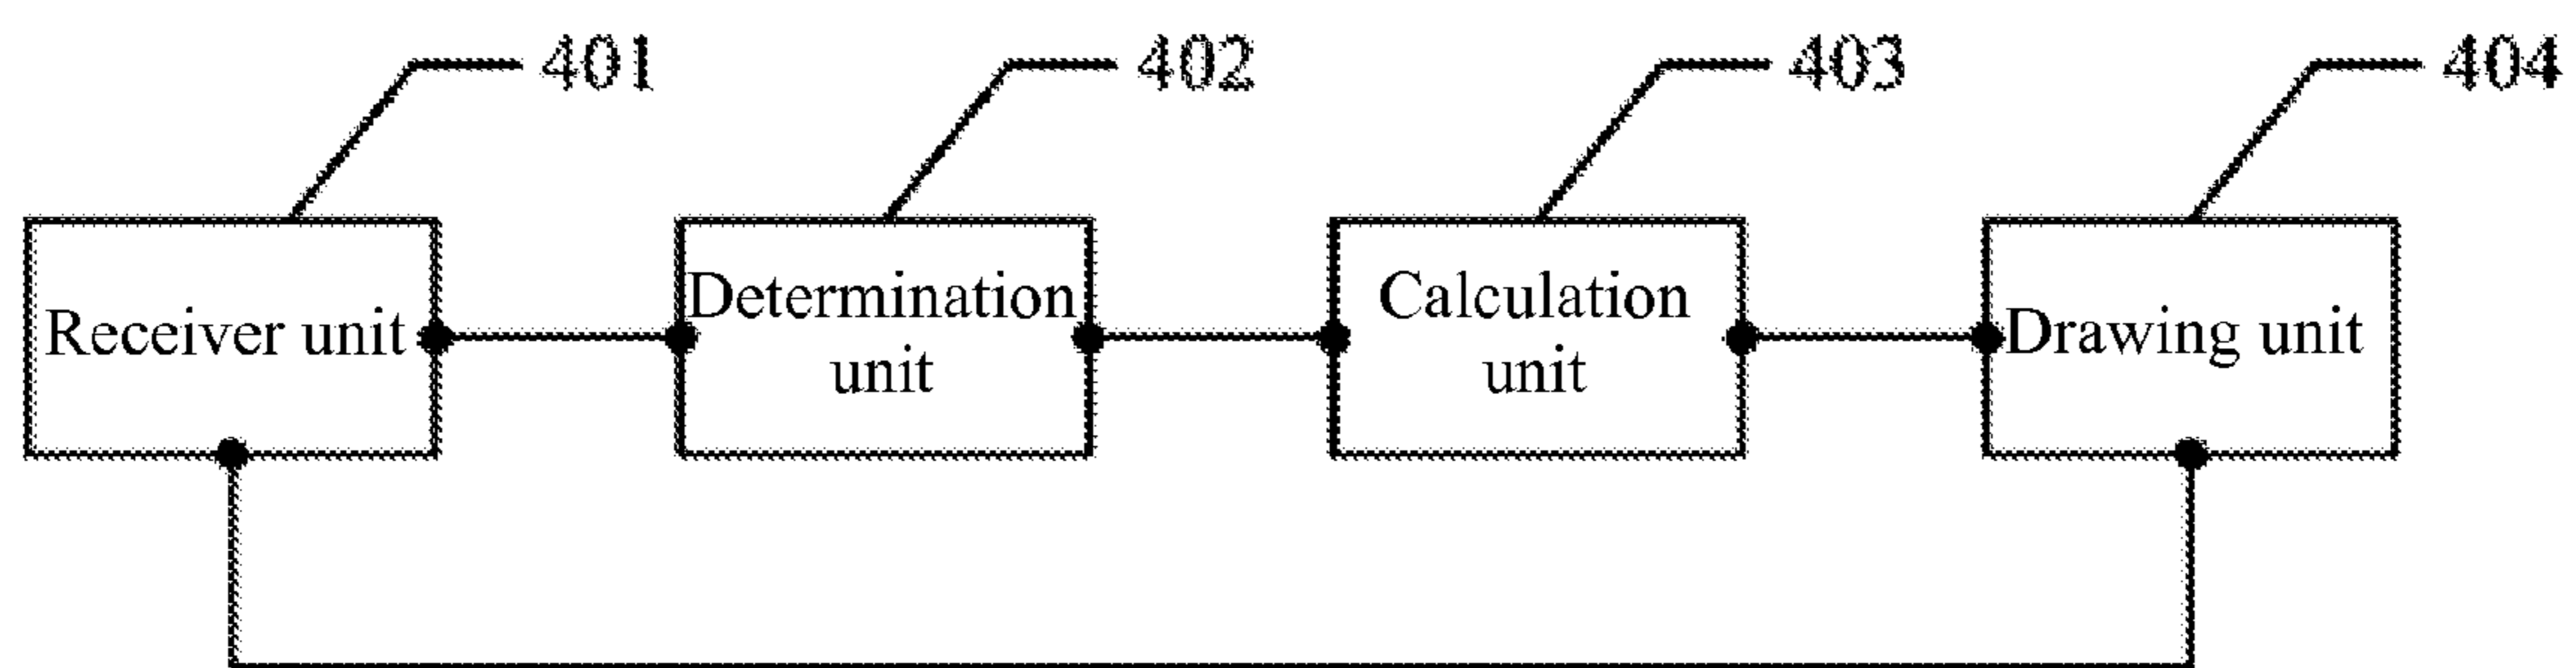 401
402
403
404
Receiver unit
Determination
unit
Calculation
unit
Drawing unit